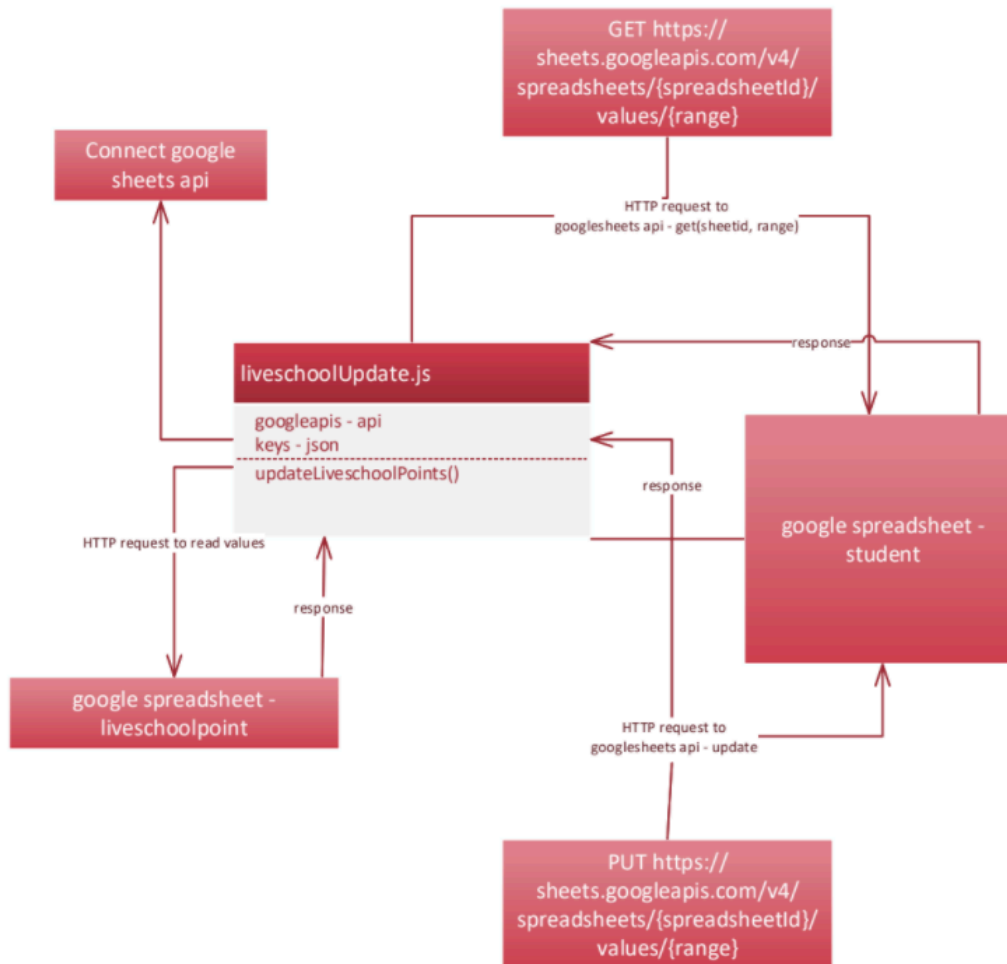 GET https://
sheets.googleapis.com/v4/
spreadsheets/{spreadsheetId}/
values/{range}
Connect google
sheets api
HTTP request to
googlesheets api - get(sheetid, range)
response
liveschoolUpdate.js
googleapis - api
keys - json
updateLiveschoolPoints()
response
google spreadsheet -
student
HTTP request to read values
response
google spreadsheet -
liveschoolpoint
HTTP request to
googlesheets api - update
PUT https://
sheets.googleapis.com/v4/
spreadsheets/{spreadsheetId}/
values/{range}